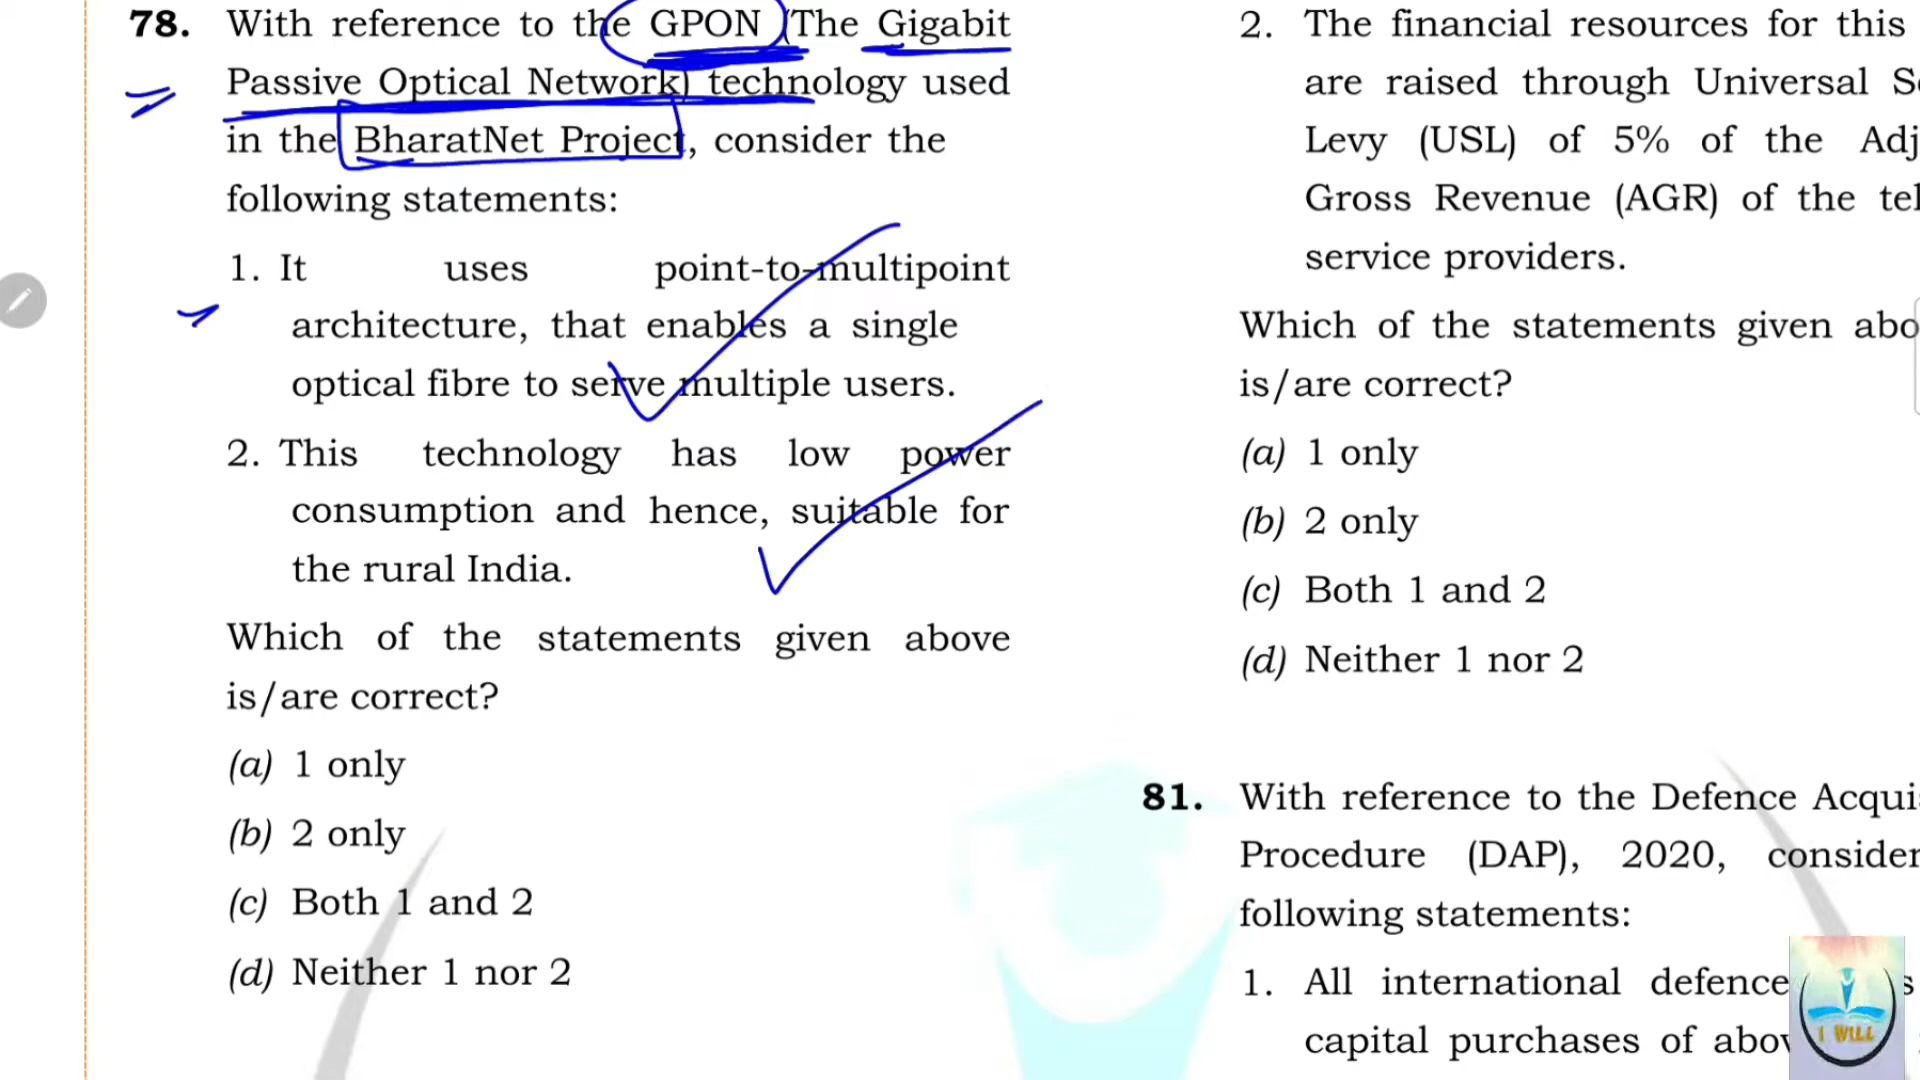 78. With reference to the GPON (The Gigabit
Passive Optical Network) technology used
in the BharatNet Project, consider the
following statements:
1. It uses point-to-multipoint
architecture, that enables a single
optical fibre to serve multiple users.
2. This technology has low power
consumption and hence, suitable for
the rural India.
Which of the statements given above
is/are correct?
(a) 1 only
(b) 2 only
(c) Both 1 and 2
(d) Neither 1 nor 2
2. The financial resources for this
are raised through Universal
Levy (USL) of 5% of the
Gross Revenue (AGR) of the
service providers.
Which of the statements given
is/are correct?
(a) 1 only
(b) 2 only
(c) Both 1 and 2
(d) Neither 1 nor 2
81. With reference to the Defence
Procedure (DAP), 2020,
following statements:
1. All international defence
capital purchases of
I WILL